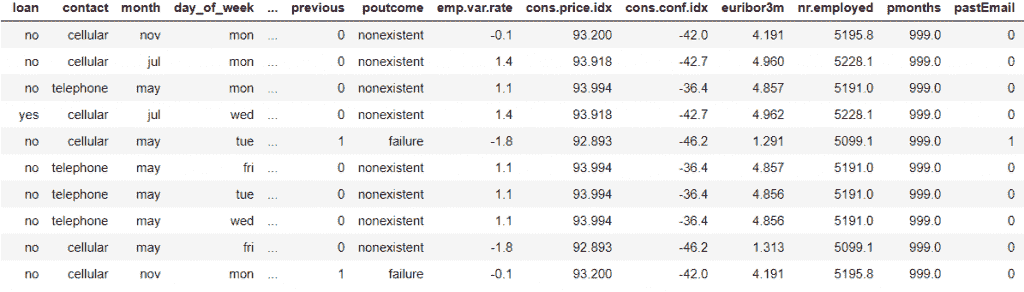 loan contact month day_of_week ... previous poutcome emp.var.rate cons.price.idx cons.conf.idx euribor3m nr.employed pmonths pastEmail
no cellular nov mon ... 0 nonexistent -0.1 93.200 -42.0 4.191 5195.8 999.0 0
no cellular jul mon ... 0 nonexistent 1.4 93.918 -42.7 4.960 5228.1 999.0 0
no telephone may mon ... 0 nonexistent 1.1 93.994 -36.4 4.857 5191.0 999.0 0
yes cellular jul wed ... 0 nonexistent 1.4 93.918 -42.7 4.962 5228.1 999.0 0
no cellular may tue ... 1 failure -1.8 92.893 -46.2 1.291 5099.1 999.0 1
no telephone may fri ... 0 nonexistent 1.1 93.994 -36.4 4.857 5191.0 999.0 0
no telephone may tue ... 0 nonexistent 1.1 93.994 -36.4 4.856 5191.0 999.0 0
no telephone may wed ... 0 nonexistent 1.1 93.994 -36.4 4.856 5191.0 999.0 0
no cellular may fri ... 0 nonexistent -1.8 92.893 -46.2 1.313 5099.1 999.0 0
no cellular nov mon ... 1 failure -0.1 93.200 -42.0 4.191 5195.8 999.0 0